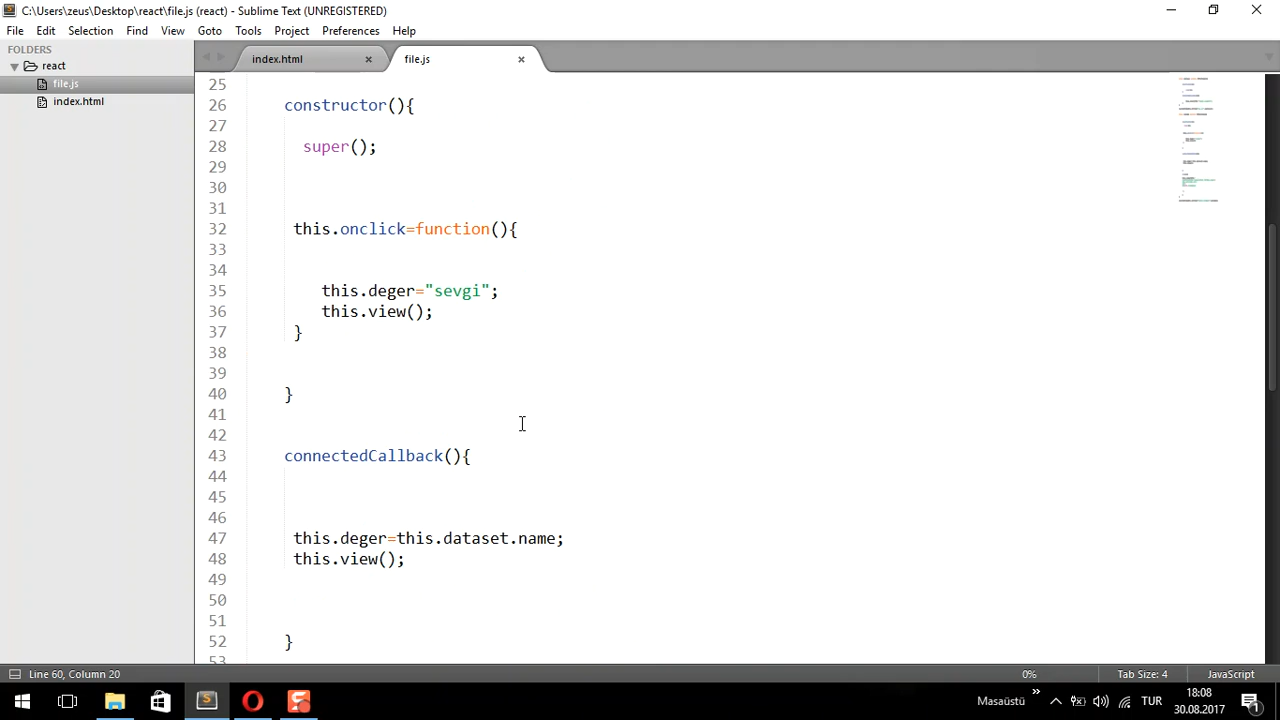 C:\Users\zeus\Desktop\react\file.js (react) - Sublime Text (UNREGISTERED)
File Edit Selection Find View Goto Tools Project Preferences Help
FOLDERS
react
file.js
index.html
index.html
file.js
25
26 constructor(){
27
28 super();
29
30
31
32 this.onclick=function(){
33
34
35 this.deger="sevgi";
36 this.view();
37 }
38
39
40 }
41
42
43 connectedCallback(){
44
45
46
47 this.deger=this.dataset.name;
48 this.view();
49
50
51
52 }
53
Line 60, Column 20 0% Tab Size: 4 JavaScript
Masaüstü TUR 18:08
30.08.2017
1